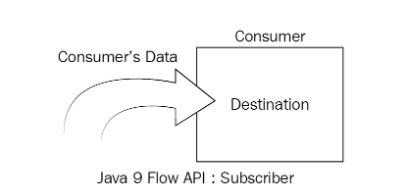 Consumer
Consumer's Data
Destination
Java 9 Flow API : Subscriber